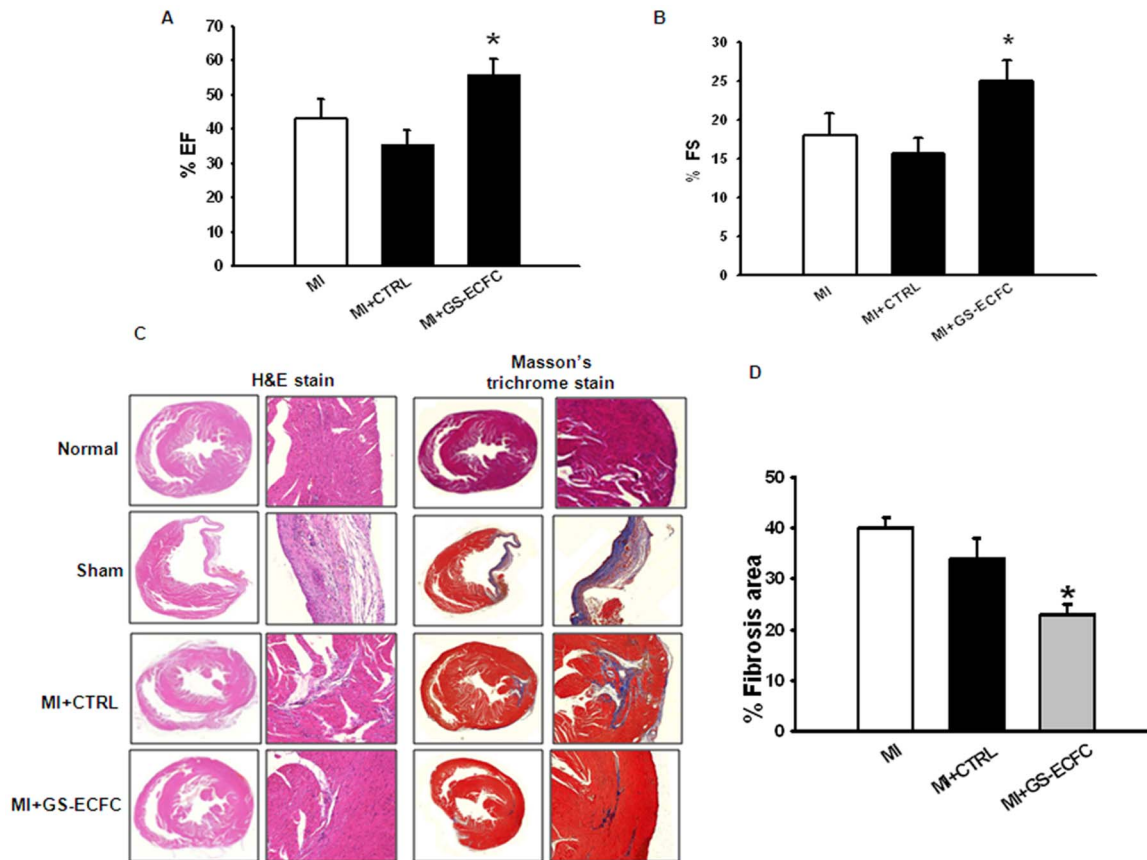 A
% EF
70
60
50
40
30
20
10
0
*
MI
MI+CTRL
MI+GS-ECFC
B
% FS
30
25
20
15
10
5
0
*
MI
MI+CTRL
MI+GS-ECFC
C
H&E stain
Masson's
trichrome stain
Normal
Sham
MI+CTRL
MI+GS-ECFC
D
% Fibrosis area
50
40
30
20
10
0
*
MI
MI+CTRL
MI+GS-ECFC